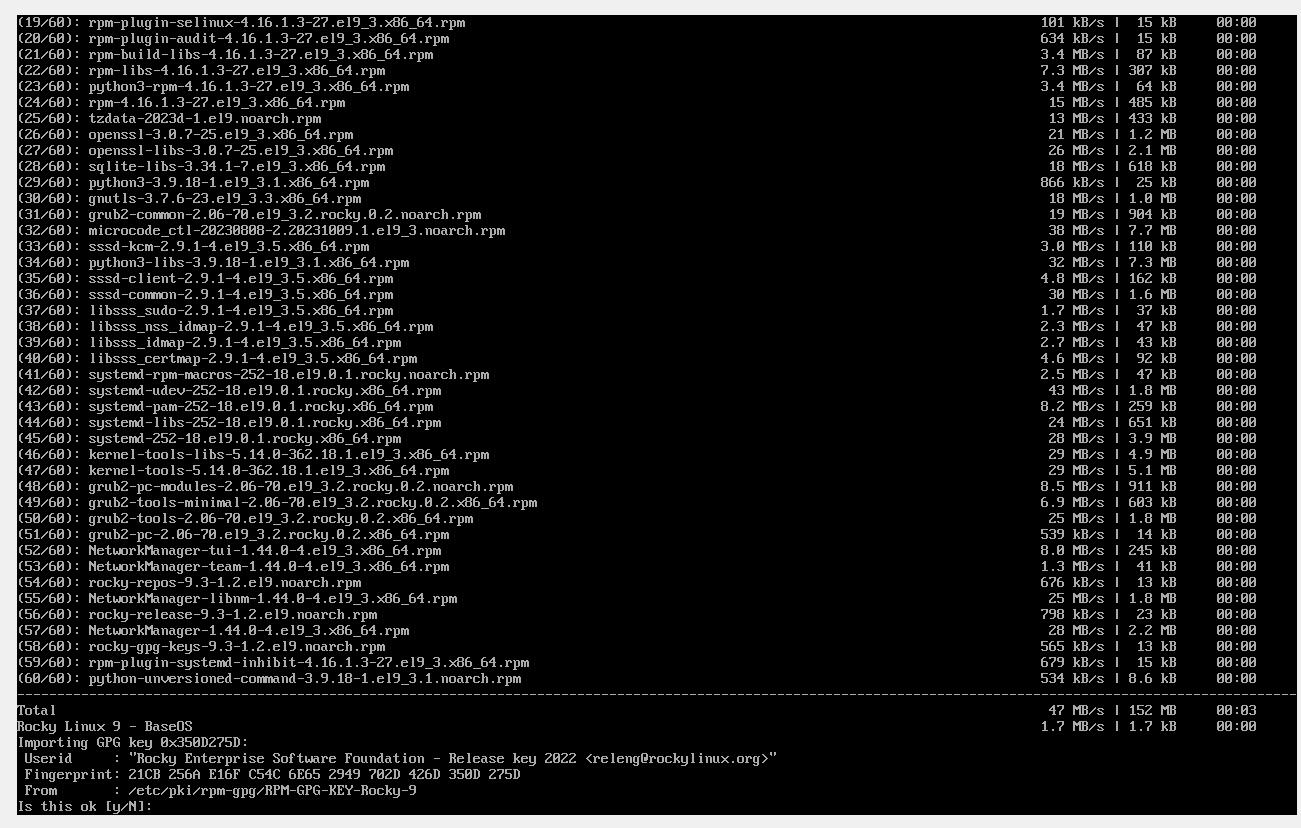 (19/60): rpm-plugin-selinux-4.16.1.3-27.el9_3.x86_64.rpm 101 kB/s | 15 kB 00:00
(20/60): rpm-plugin-audit-4.16.1.3-27.el9_3.x86_64.rpm 634 kB/s | 15 kB 00:00
(21/60): rpm-build-libs-4.16.1.3-27.el9_3.x86_64.rpm 3.4 MB/s | 87 kB 00:00
(22/60): rpm-libs-4.16.1.3-27.el9_3.x86_64.rpm 7.3 MB/s | 307 kB 00:00
(23/60): python3-rpm-4.16.1.3-27.el9_3.x86_64.rpm 3.4 MB/s | 64 kB 00:00
(24/60): rpm-4.16.1.3-27.el9_3.x86_64.rpm 15 MB/s | 485 kB 00:00
(25/60): tzdata-2023d-1.el9.noarch.rpm 13 MB/s | 433 kB 00:00
(26/60): openssl-3.0.7-25.el9_3.x86_64.rpm 21 MB/s | 1.2 MB 00:00
(27/60): openssl-libs-3.0.7-25.el9_3.x86_64.rpm 26 MB/s | 2.1 MB 00:00
(28/60): sqlite-libs-3.34.1-7.el9_3.x86_64.rpm 18 MB/s | 618 kB 00:00
(29/60): python3-3.9.18-1.el9_3.1.x86_64.rpm 866 kB/s | 25 kB 00:00
(30/60): gnutls-3.7.6-23.el9_3.3.x86_64.rpm 18 MB/s | 1.0 MB 00:00
(31/60): grub2-common-2.06-70.el9_3.2.rocky.0.2.noarch.rpm 19 MB/s | 904 kB 00:00
(32/60): microcode_ctl-20230808-2.20231009.1.el9_3.noarch.rpm 38 MB/s | 7.7 MB 00:00
(33/60): sssd-kcm-2.9.1-4.el9_3.5.x86_64.rpm 3.0 MB/s | 110 kB 00:00
(34/60): python3-libs-3.9.18-1.el9_3.1.x86_64.rpm 32 MB/s | 7.3 MB 00:00
(35/60): sssd-client-2.9.1-4.el9_3.5.x86_64.rpm 4.8 MB/s | 162 kB 00:00
(36/60): sssd-common-2.9.1-4.el9_3.5.x86_64.rpm 30 MB/s | 1.6 MB 00:00
(37/60): libsss_sudo-2.9.1-4.el9_3.5.x86_64.rpm 1.7 MB/s | 37 kB 00:00
(38/60): libsss_nss_idmap-2.9.1-4.el9_3.5.x86_64.rpm 2.3 MB/s | 47 kB 00:00
(39/60): libsss_idmap-2.9.1-4.el9_3.5.x86_64.rpm 2.7 MB/s | 43 kB 00:00
(40/60): libsss_certmap-2.9.1-4.el9_3.5.x86_64.rpm 4.6 MB/s | 92 kB 00:00
(41/60): systemd-rpm-macros-252-18.el9.0.1.rocky.noarch.rpm 2.5 MB/s | 47 kB 00:00
(42/60): systemd-udev-252-18.el9.0.1.rocky.x86_64.rpm 43 MB/s | 1.8 MB 00:00
(43/60): systemd-pam-252-18.el9.0.1.rocky.x86_64.rpm 8.2 MB/s | 259 kB 00:00
(44/60): systemd-libs-252-18.el9.0.1.rocky.x86_64.rpm 24 MB/s | 651 kB 00:00
(45/60): systemd-252-18.el9.0.1.rocky.x86_64.rpm 28 MB/s | 3.9 MB 00:00
(46/60): kernel-tools-libs-5.14.0-362.18.1.el9_3.x86_64.rpm 29 MB/s | 4.9 MB 00:00
(47/60): kernel-tools-5.14.0-362.18.1.el9_3.x86_64.rpm 29 MB/s | 5.1 MB 00:00
(48/60): grub2-pc-modules-2.06-70.el9_3.2.rocky.0.2.noarch.rpm 8.5 MB/s | 911 kB 00:00
(49/60): grub2-tools-minimal-2.06-70.el9_3.2.rocky.0.2.x86_64.rpm 6.9 MB/s | 603 kB 00:00
(50/60): grub2-tools-2.06-70.el9_3.2.rocky.0.2.x86_64.rpm 25 MB/s | 1.8 MB 00:00
(51/60): grub2-pc-2.06-70.el9_3.2.rocky.0.2.x86_64.rpm 539 kB/s | 14 kB 00:00
(52/60): NetworkManager-tui-1.44.0-4.el9_3.x86_64.rpm 8.0 MB/s | 245 kB 00:00
(53/60): NetworkManager-team-1.44.0-4.el9_3.x86_64.rpm 1.3 MB/s | 41 kB 00:00
(54/60): rocky-repos-9.3-1.2.el9.noarch.rpm 676 kB/s | 13 kB 00:00
(55/60): NetworkManager-libnm-1.44.0-4.el9_3.x86_64.rpm 25 MB/s | 1.8 MB 00:00
(56/60): rocky-release-9.3-1.2.el9.noarch.rpm 798 kB/s | 23 kB 00:00
(57/60): NetworkManager-1.44.0-4.el9_3.x86_64.rpm 28 MB/s | 2.2 MB 00:00
(58/60): rocky-gpg-keys-9.3-1.2.el9.noarch.rpm 565 kB/s | 13 kB 00:00
(59/60): rpm-plugin-systemd-inhibit-4.16.1.3-27.el9_3.x86_64.rpm 679 kB/s | 15 kB 00:00
(60/60): python-unversioned-command-3.9.18-1.el9_3.1.noarch.rpm 534 kB/s | 8.6 kB 00:00
--------------------------------------------------------------------------------
Total 47 MB/s | 152 MB 00:03
Rocky Linux 9 - BaseOS 1.7 MB/s | 1.7 kB 00:00
Importing GPG key 0x350D275D:
Userid : "Rocky Enterprise Software Foundation - Release key 2022 <releng@rockylinux.org>"
Fingerprint: 21CB 256A E16F C54C 6E65 2949 702D 426D 350D 275D
From : /etc/pki/rpm-gpg/RPM-GPG-KEY-Rocky-9
Is this ok [y/N]: